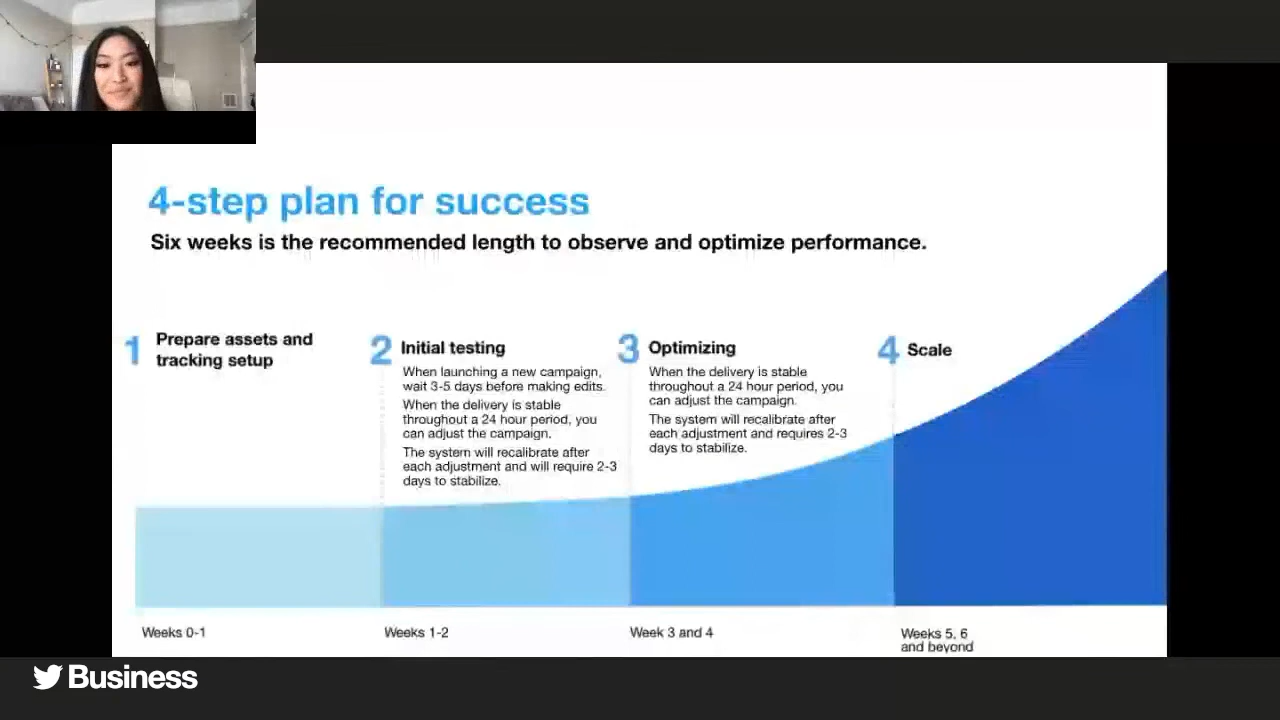 4-step plan for success
Six weeks is the recommended length to observe and optimize performance.
1
Prepare assets and
tracking setup
2
Initial testing
When launching a new campaign,
wait 3-5 days before making edits.
When the delivery is stable
throughout a 24 hour period, you
can adjust the campaign.
The system will recalibrate after
each adjustment and will require 2-3
days to stabilize.
3
Optimizing
When the delivery is stable
throughout a 24 hour period, you
can adjust the campaign.
The system will recalibrate after
each adjustment and requires 2-3
days to stabilize.
4
Scale
Weeks 0-1
Weeks 1-2
Week 3 and 4
Weeks 5, 6
and beyond
Business